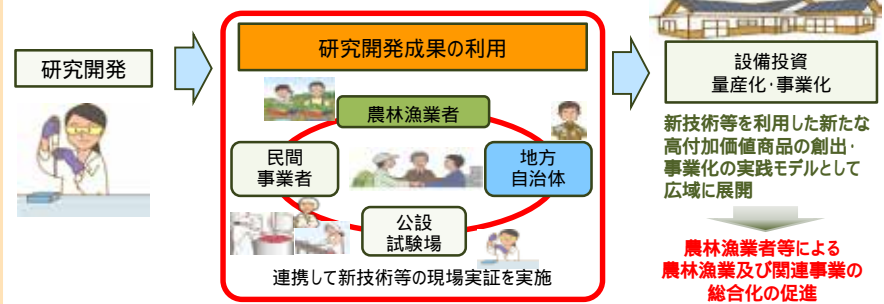 研究開発
研究開発成果の利用
農林漁業者
民間
事業者
地方
自治体
公設
試験場
連携して新技術等の現場実証を実施
設備投資
量産化・事業化
新技術等を利用した新たな
高付加価値商品の創出・
事業化の実践モデルとして
広域に展開
農林漁業者等による
農林漁業及び関連事業の
総合化の促進